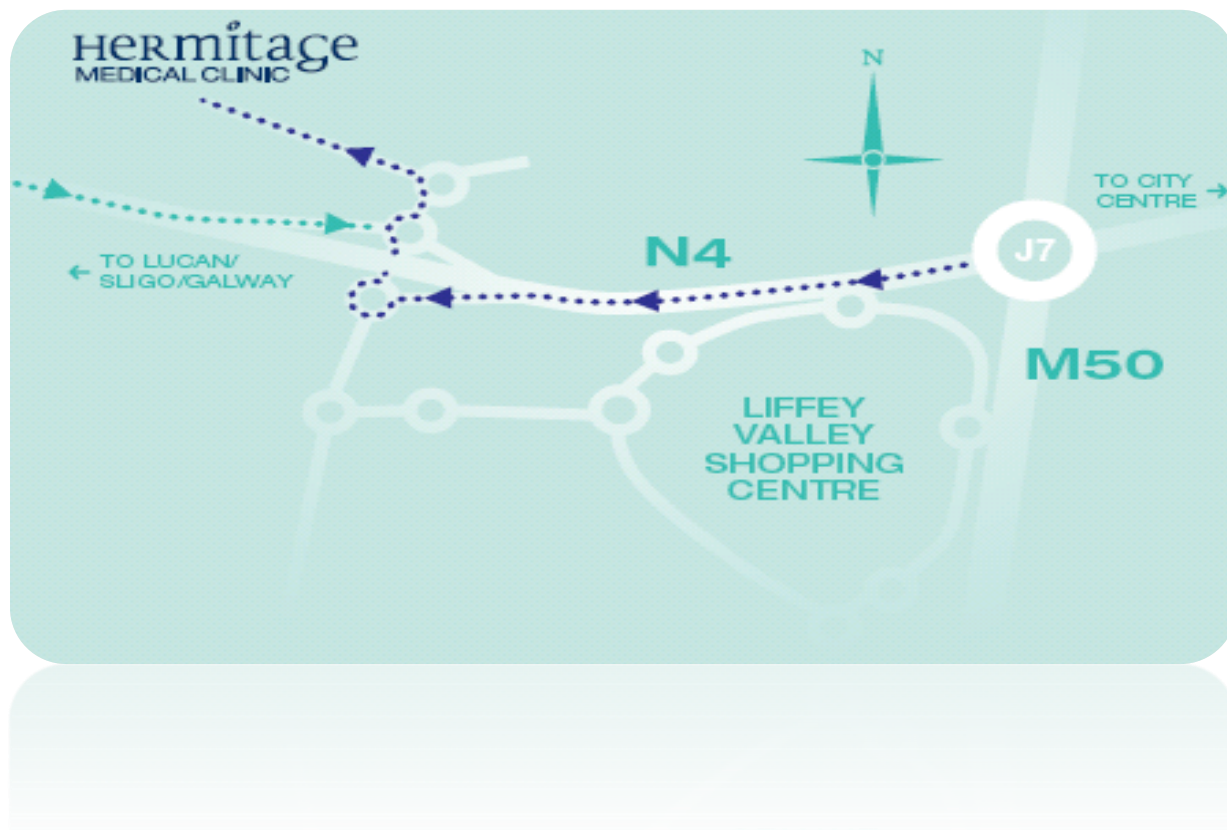 Hermitage
MEDICAL CLINIC
N
TO CITY
CENTRE →
J7
N4
← TO LUCAN/
SLIGO/GALWAY
M50
LIFFEY
VALLEY
SHOPPING
CENTRE